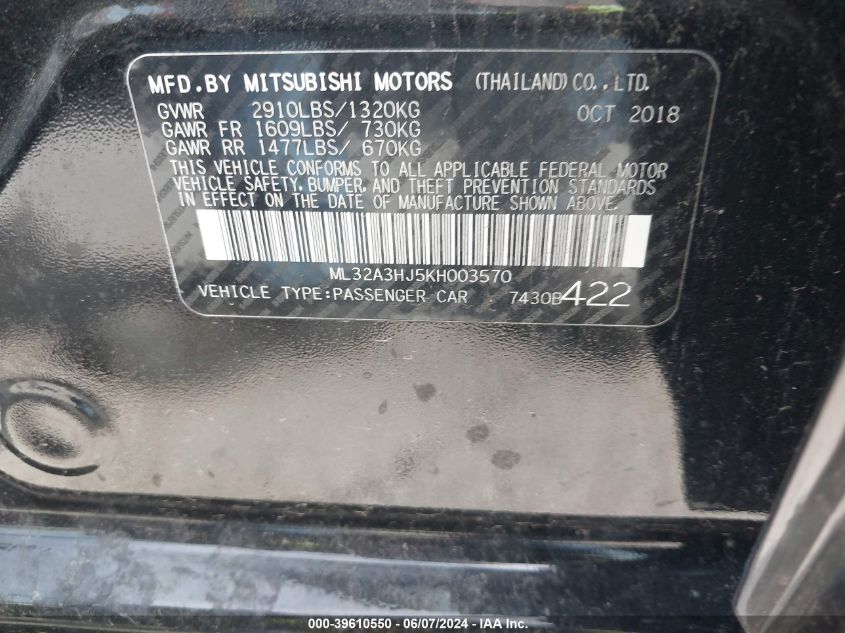 MFD.BY MITSUBISHI MOTORS (THAILAND)CO.,LTD.
GVWR 2910LBS/1320KG OCT 2018
GAWR FR 1609LBS/ 730KG
GAWR RR 1477LBS/ 670KG
THIS VEHICLE CONFORMS TO ALL APPLICABLE FEDERAL MOTOR
VEHICLE SAFETY, BUMPER, AND THEFT PREVENTION STANDARDS
IN EFFECT ON THE DATE OF MANUFACTURE SHOWN ABOVE.
ML32A3HJ5KH003570
VEHICLE TYPE:PASSENGER CAR 7430B422
000-39610550 - 06/07/2024 - IAA Inc.